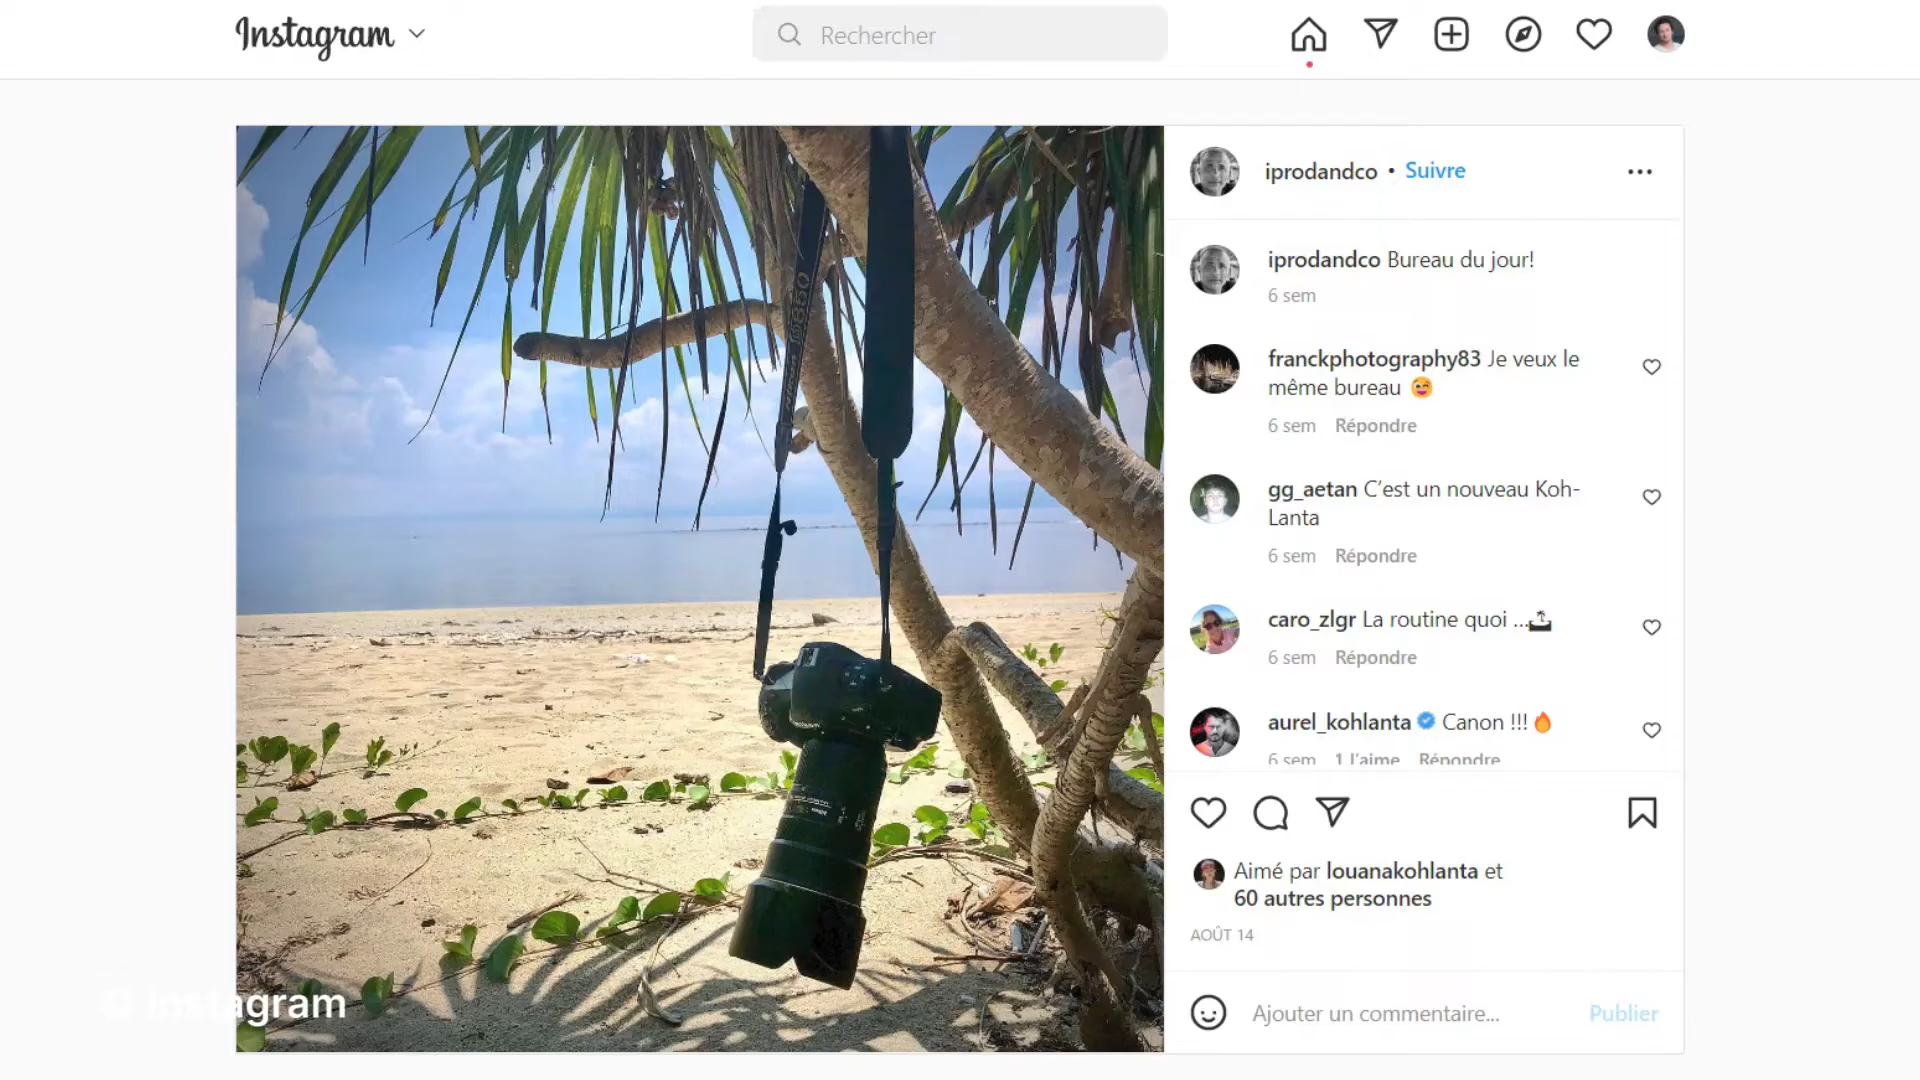 Instagram
Rechercher
iprodandco • Suivre
iprodandco Bureau du jour!
6 sem
franckphotography83 Je veux le
même bureau 😉
6 sem Répondre
gg_aetan C’est un nouveau Koh-
Lanta
6 sem Répondre
caro_zlgr La routine quoi ...🏝
6 sem Répondre
aurel_kohlanta Canon !!!🔥
6 sem 1 J’aime Répondre
Aimé par louanakohlanta et
60 autres personnes
AOÛT 14
Ajouter un commentaire...
Publier
Nikon D850
Instagram